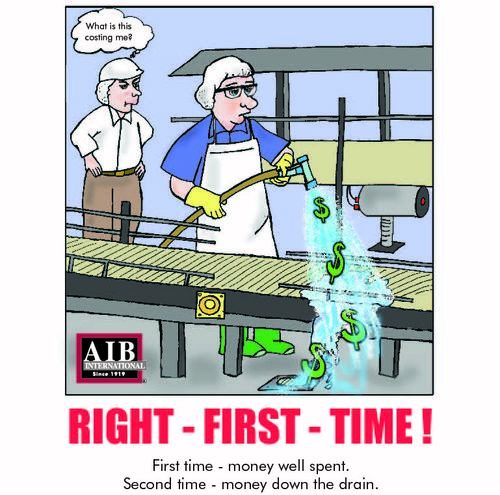 What is this
costing me?
$
$
$
$
AIB
INTERNATIONAL
Since 1919
RIGHT - FIRST - TIME !
First time - money well spent.
Second time - money down the drain.